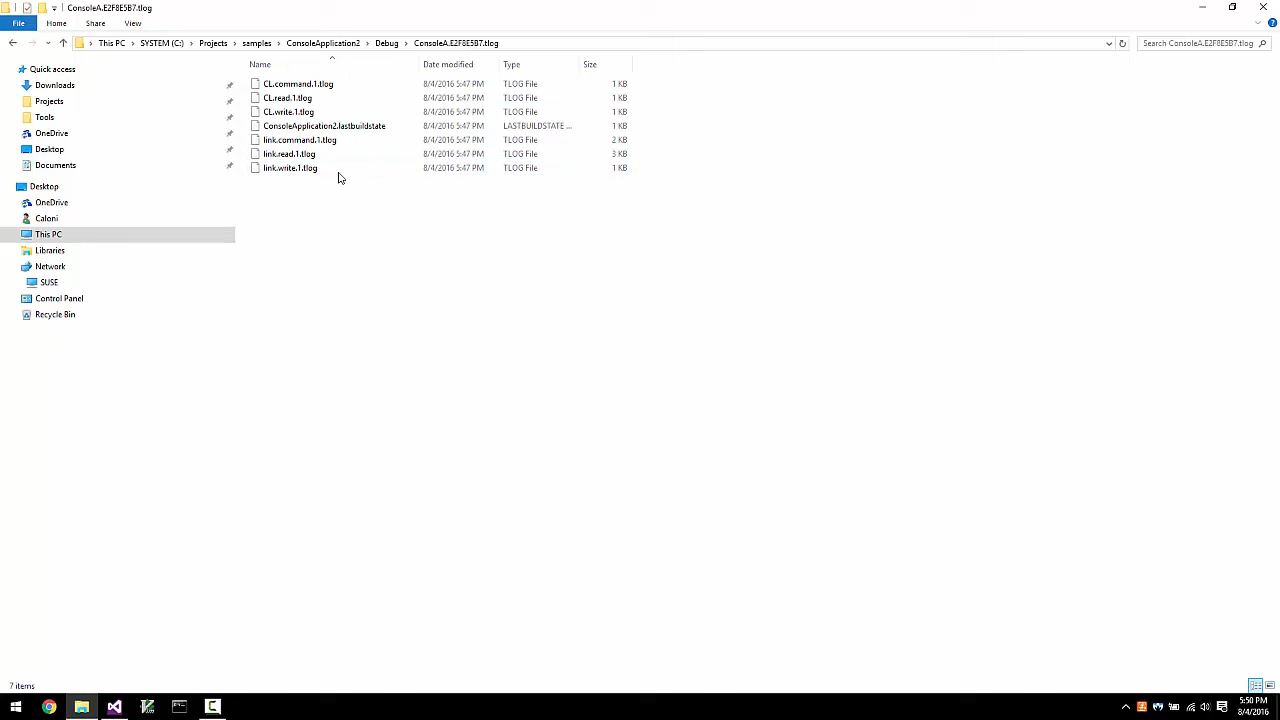 ConsoleA.E2F8E5B7.tlog
File Home Share View
This PC SYSTEM (C:) Projects samples ConsoleApplication2 Debug ConsoleA.E2F8E5B7.tlog Search ConsoleA.E2F8E5B7.tlog
Name Date modified Type Size
Quick access
Downloads
Projects
Tools
OneDrive
Desktop
Documents
Desktop
OneDrive
Caloni
This PC
Libraries
Network
SUSE
Control Panel
Recycle Bin
CL.command.1.tlog 8/4/2016 5:47 PM TLOG File 1 KB
CL.read.1.tlog 8/4/2016 5:47 PM TLOG File 1 KB
CL.write.1.tlog 8/4/2016 5:47 PM TLOG File 1 KB
ConsoleApplication2.lastbuildstate 8/4/2016 5:47 PM LASTBUILDSTATE ... 1 KB
link.command.1.tlog 8/4/2016 5:47 PM TLOG File 2 KB
link.read.1.tlog 8/4/2016 5:47 PM TLOG File 3 KB
link.write.1.tlog 8/4/2016 5:47 PM TLOG File 1 KB
7 items
5:50 PM
8/4/2016